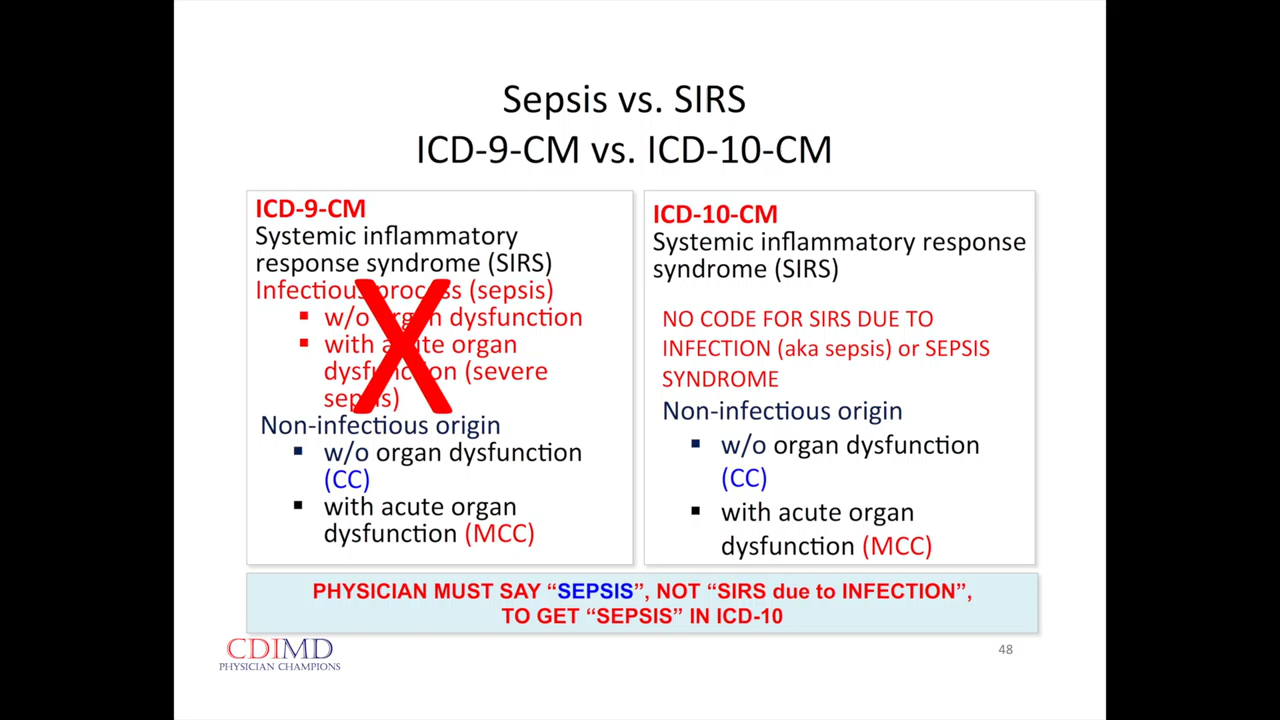 Sepsis vs. SIRS
ICD-9-CM vs. ICD-10-CM
ICD-9-CM
Systemic inflammatory
response syndrome (SIRS)
Infectious process (sepsis)
▪ w/o organ dysfunction
▪ with acute organ
dysfunction (severe
sepsis)
Non-infectious origin
▪ w/o organ dysfunction
(CC)
▪ with acute organ
dysfunction (MCC)
X
ICD-10-CM
Systemic inflammatory response
syndrome (SIRS)
NO CODE FOR SIRS DUE TO
INFECTION (aka sepsis) or SEPSIS
SYNDROME
Non-infectious origin
▪ w/o organ dysfunction
(CC)
▪ with acute organ
dysfunction (MCC)
PHYSICIAN MUST SAY “SEPSIS”, NOT “SIRS due to INFECTION”,
TO GET “SEPSIS” IN ICD-10
CDIMD
PHYSICIAN CHAMPIONS
48